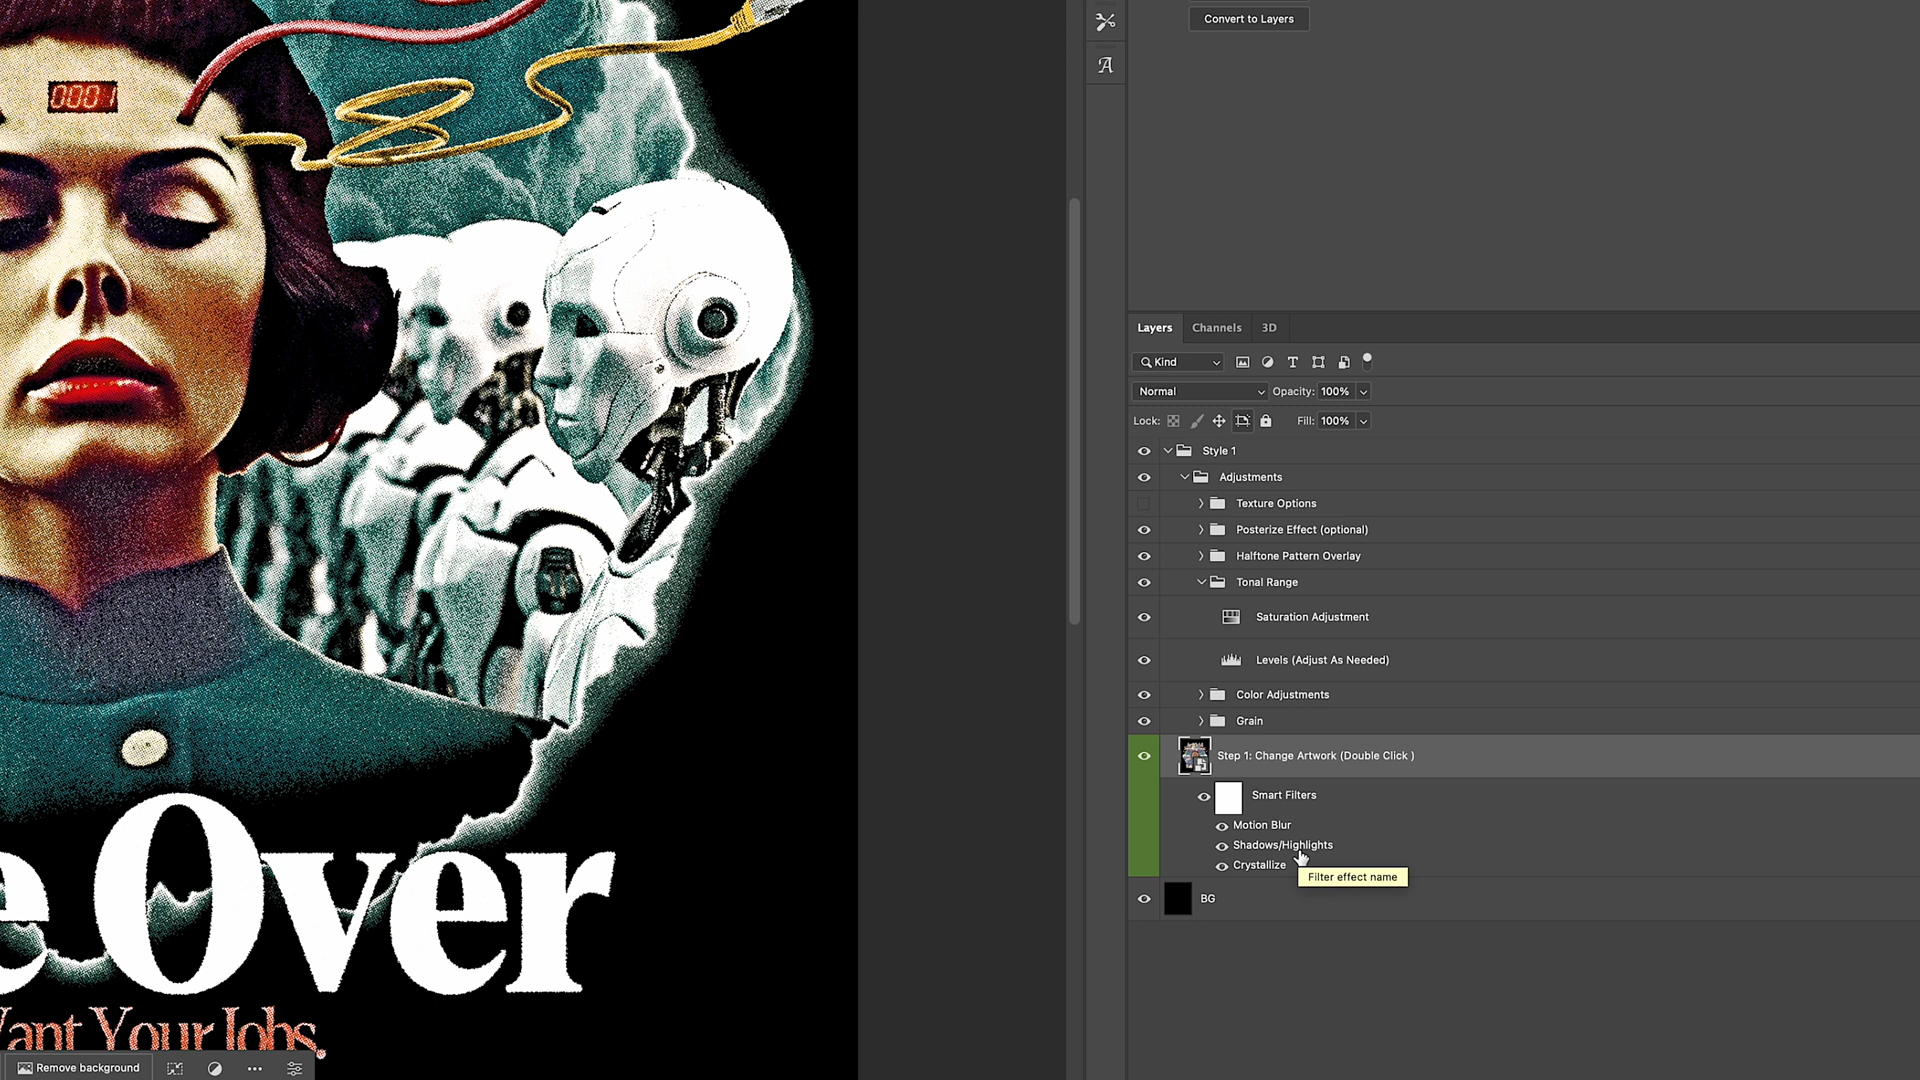 Convert to Layers
A
0001
Layers Channels 3D
Kind
Normal Opacity: 100%
Lock: Fill: 100%
Style 1
Adjustments
Texture Options
Posterize Effect (optional)
Halftone Pattern Overlay
Tonal Range
Saturation Adjustment
Levels (Adjust As Needed)
Color Adjustments
Grain
Step 1: Change Artwork (Double Click )
Smart Filters
Motion Blur
Shadows/Highlights
Crystallize
Filter effect name
BG
e Over
Want Your Jobs.
Remove background